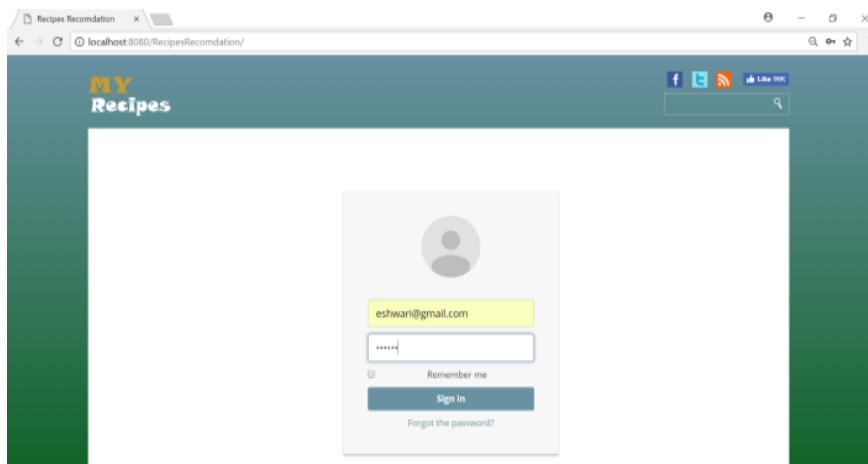 Recipes Recomdation
localhost:8080/RecipesRecomdation/
MY
Recipes
Like
eshwari@gmail.com
••••••
Remember me
Sign in
Forgot the password?